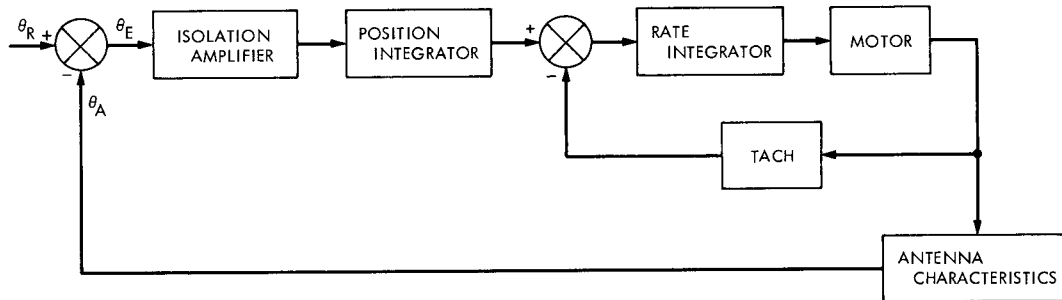 θR + θE
ISOLATION
AMPLIFIER
POSITION
INTEGRATOR
+
RATE
INTEGRATOR
MOTOR
−
−
θA
TACH
ANTENNA
CHARACTERISTICS